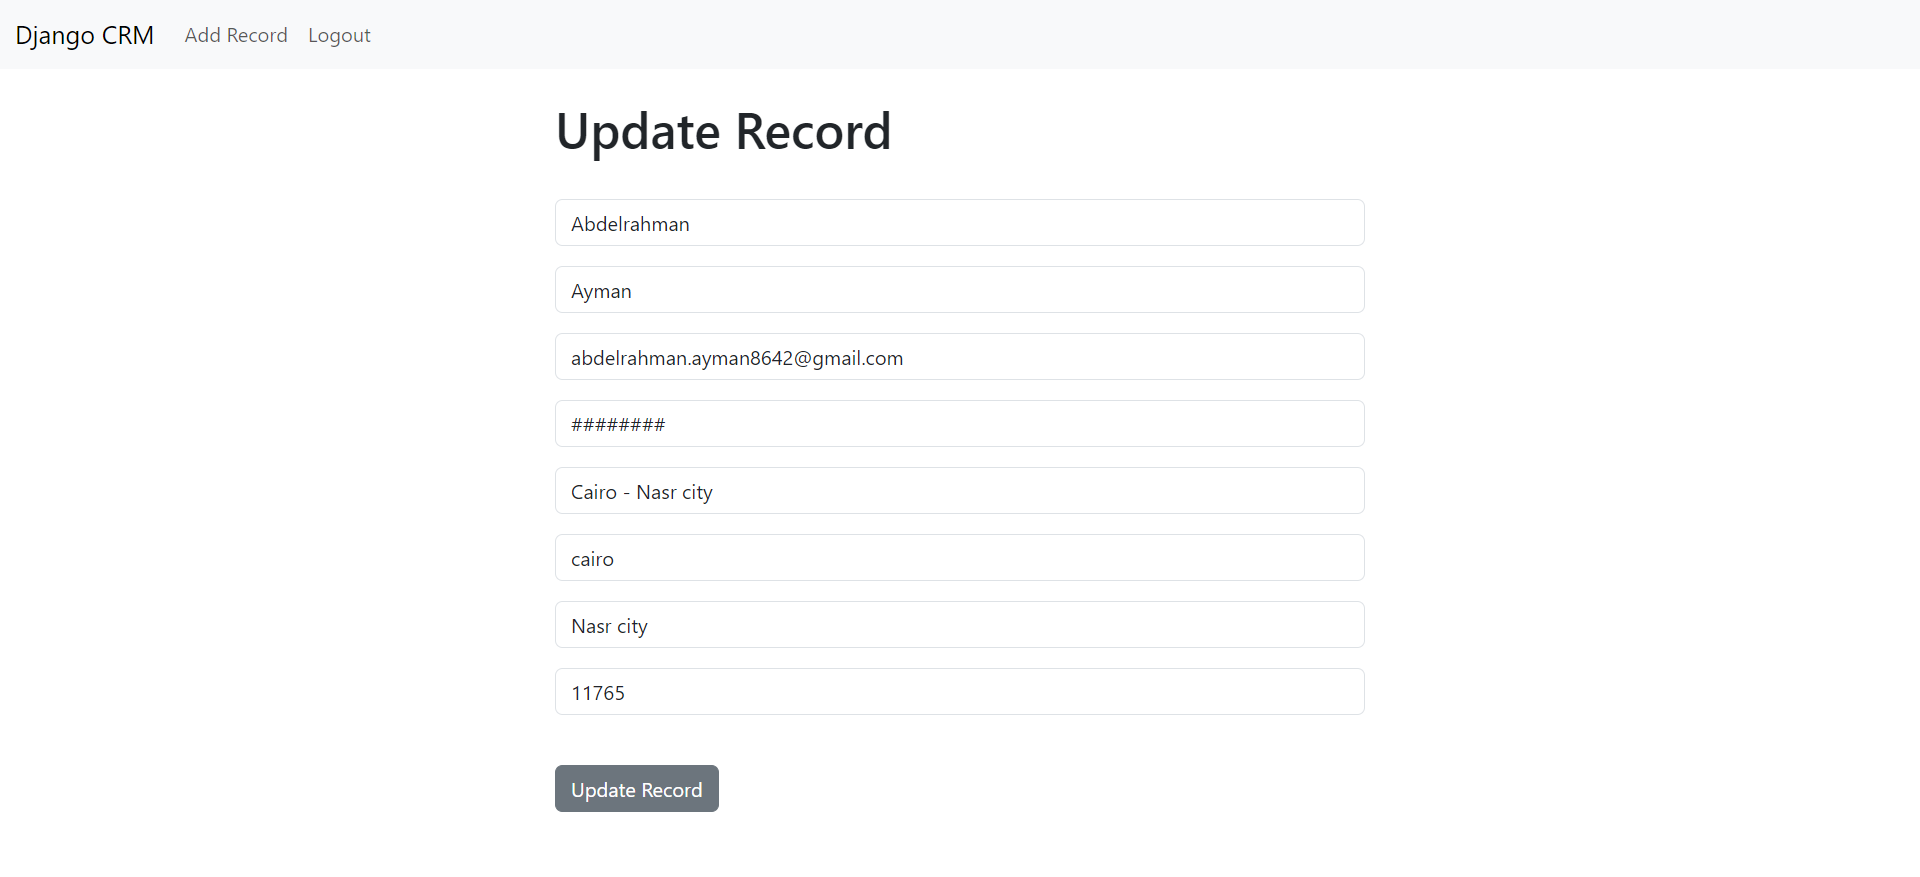 Django CRM Add Record Logout
Update Record
Abdelrahman
Ayman
abdelrahman.ayman8642@gmail.com
########
Cairo - Nasr city
cairo
Nasr city
11765
Update Record